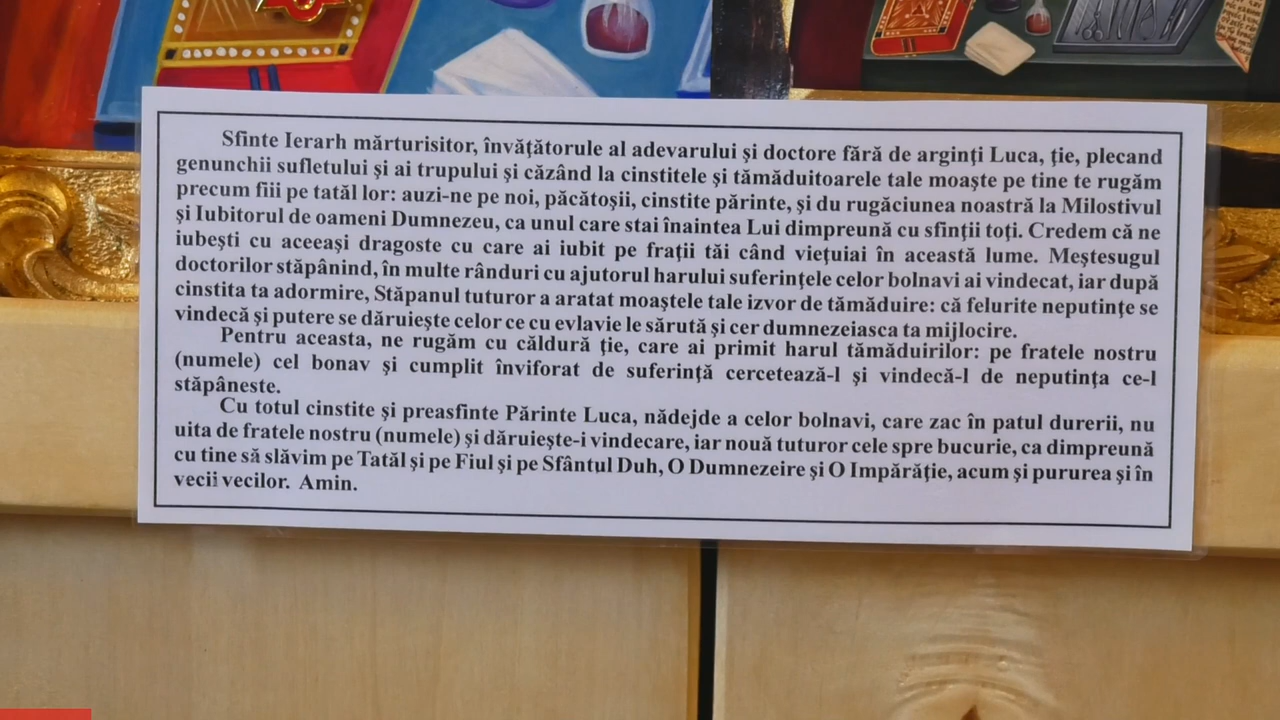 Sfinte Ierarh mărturisitor, învăţătorule al adevarului şi doctore fără de arginţi Luca, ţie, plecand
genunchii sufletului şi ai trupului şi căzând la cinstitele şi tămăduitoarele tale moaşte pe tine te rugăm
precum fiii pe tatăl lor: auzi-ne pe noi, păcătoşii, cinstite părinte, şi du rugăciunea noastră la Milostivul
şi Iubitorul de oameni Dumnezeu, ca unul care stai înaintea Lui dimpreună cu sfinţii toţi. Credem că ne
iubeşti cu aceeaşi dragoste cu care ai iubit pe fraţii tăi când vieţuiai în această lume. Meştesugul
doctorilor stăpânind, în multe rânduri cu ajutorul harului suferinţele celor bolnavi ai vindecat, iar după
cinstita ta adormire, Stăpanul tuturor a aratat moaştele tale izvor de tămăduire: că felurite neputinţe se
vindecă şi putere se dăruieşte celor ce cu evlavie le sărută şi cer dumnezeiasca ta mijlocire.
Pentru aceasta, ne rugăm cu căldură ţie, care ai primit harul tămăduirilor: pe fratele nostru
(numele) cel bonav şi cumplit înviforat de suferinţă cercetează-l şi vindecă-l de neputinţa ce-l
stăpâneste.
Cu totul cinstite şi preasfinte Părinte Luca, nădejde a celor bolnavi, care zac în patul durerii, nu
uita de fratele nostru (numele) şi dăruieşte-i vindecare, iar nouă tuturor cele spre bucurie, ca dimpreună
cu tine să slăvim pe Tatăl şi pe Fiul şi pe Sfântul Duh, O Dumnezeire şi O Impărăţie, acum şi pururea şi în
vecii vecilor. Amin.